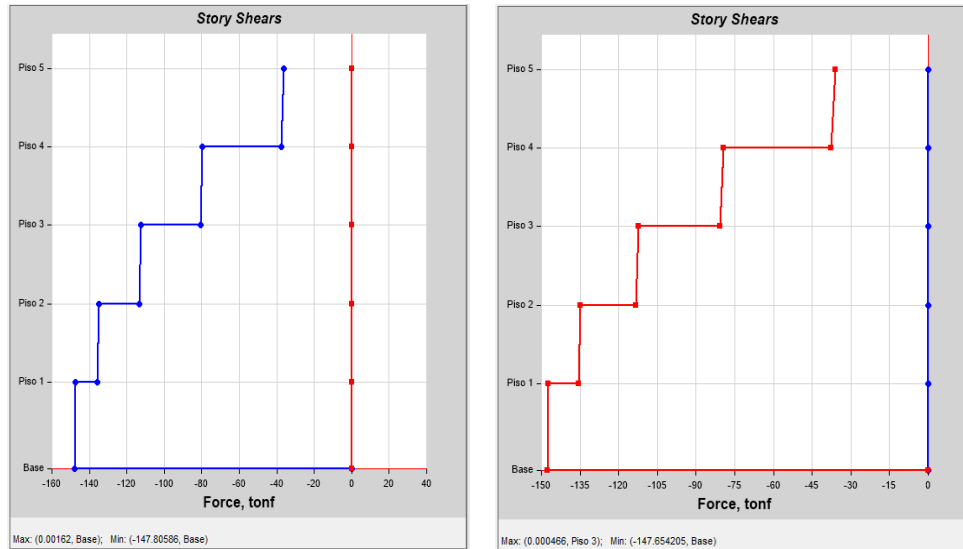 Story Shears
Piso 5
Piso 4
Piso 3
Piso 2
Piso 1
Base
-160 -140 -120 -100 -80 -60 -40 -20 0 20 40
Force, tonf
Max: (0.00162, Base); Min: (-147.80586, Base)
Story Shears
Piso 5
Piso 4
Piso 3
Piso 2
Piso 1
Base
-150 -135 -120 -105 -90 -75 -60 -45 -30 -15 0
Force, tonf
Max: (0.000466, Piso 3); Min: (-147.654205, Base)